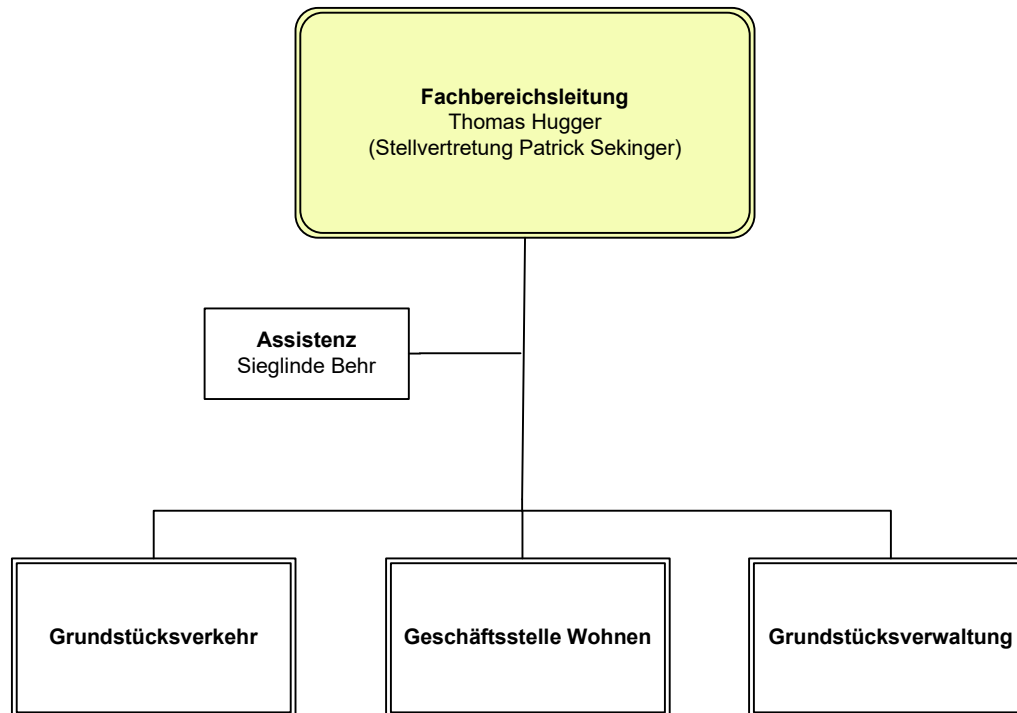 Fachbereichsleitung
Thomas Hugger
(Stellvertretung Patrick Sekinger)
Assistenz
Sieglinde Behr
Grundstücksverkehr
Geschäftsstelle Wohnen
Grundstücksverwaltung